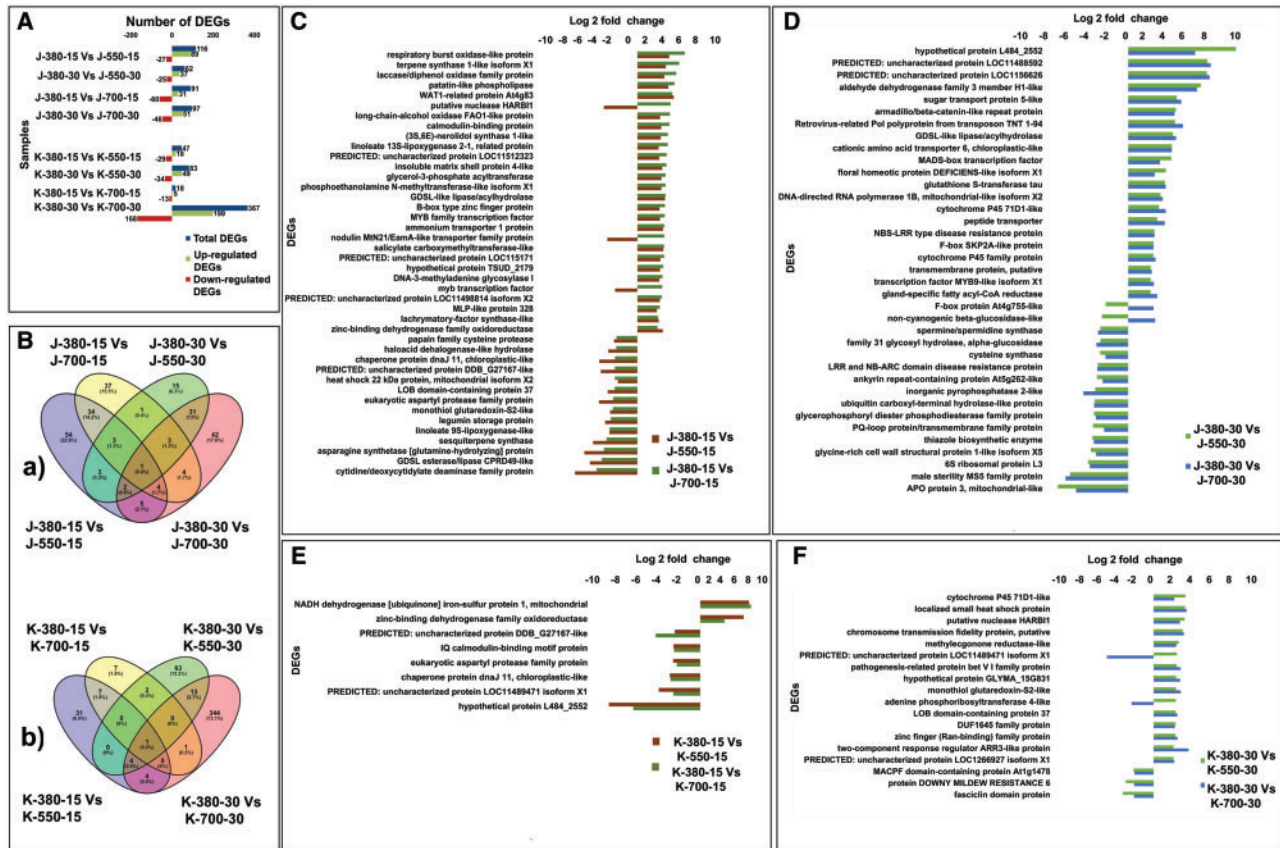 A
Number of DEGs
-200 0 200 400
Samples
J-380-15 Vs J-550-15
J-380-30 Vs J-550-30
J-380-15 Vs J-700-15
J-380-30 Vs J-700-30
K-380-15 Vs K-550-15
K-380-30 Vs K-550-30
K-380-15 Vs K-700-15
K-380-30 Vs K-700-30
116
89
-27
62
37
-25
91
31
-60
97
51
-46
47
18
-29
83
49
-34
18
5
-13
367
199
-168
Total DEGs
Up-regulated
DEGs
Down-regulated
DEGs
B
J-380-15 Vs
J-700-15
J-380-30 Vs
J-550-30
37
15
34
1
31
54
3
3
42
1
3
4
2
4
5
a)
J-380-15 Vs
J-550-15
J-380-30 Vs
J-700-30
K-380-15 Vs
K-700-15
K-380-30 Vs
K-550-30
7
63
7
2
13
31
0
0
344
1
0
1
4
b)
K-380-15 Vs
K-550-15
K-380-30 Vs
K-700-30
C
Log 2 fold change
-10 -8 -6 -4 -2 0 2 4 6 8 10
DEGs
respiratory burst oxidase-like protein
terpene synthase 1-like isoform X1
laccase/diphenol oxidase family protein
patatin-like phospholipase
WAT1-related protein At4g83
putative nuclease HARBI1
long-chain-alcohol oxidase FAO1-like protein
calmodulin-binding protein
(3S,6E)-nerolidol synthase 1-like
linoleate 13S-lipoxygenase 2-1, related protein
PREDICTED: uncharacterized protein LOC11512323
insoluble matrix shell protein 4-like
glycerol-3-phosphate acyltransferase
phosphoethanolamine N-methyltransferase-like isoform X1
GDSL-like lipase/acylhydrolase
B-box type zinc finger protein
MYB family transcription factor
ammonium transporter 1 protein
nodulin MtN21/EamA-like transporter family protein
salicylate carboxymethyltransferase-like
PREDICTED: uncharacterized protein LOC115171
hypothetical protein TSUD_2179
DNA-3-methyladenine glycosylase I
myb transcription factor
PREDICTED: uncharacterized protein LOC11498814 isoform X2
MLP-like protein 328
lachrymatory-factor synthase-like
zinc-binding dehydrogenase family oxidoreductase
papain family cysteine protease
haloacid dehalogenase-like hydrolase
chaperone protein dnaJ 11, chloroplastic-like
PREDICTED: uncharacterized protein DDB_G27167-like
heat shock 22 kDa protein, mitochondrial isoform X2
LOB domain-containing protein 37
eukaryotic aspartyl protease family protein
monothiol glutaredoxin-S2-like
legumin storage protein
linoleate 9S-lipoxygenase-like
sesquiterpene synthase
asparagine synthetase [glutamine-hydrolyzing] protein
GDSL esterase/lipase CPRD49-like
cytidine/deoxycytidylate deaminase family protein
J-380-15 Vs
J-550-15
J-380-15 Vs
J-700-15
D
Log 2 fold change
-10 -8 -6 -4 -2 0 2 4 6 8 10
DEGs
hypothetical protein L484_2552
PREDICTED: uncharacterized protein LOC11488592
PREDICTED: uncharacterized protein LOC1156626
aldehyde dehydrogenase family 3 member H1-like
sugar transport protein 5-like
armadillo/beta-catenin-like repeat protein
Retrovirus-related Pol polyprotein from transposon TNT 1-94
GDSL-like lipase/acylhydrolase
cationic amino acid transporter 6, chloroplastic-like
MADS-box transcription factor
floral homeotic protein DEFICIENS-like isoform X1
glutathione S-transferase tau
DNA-directed RNA polymerase 1B, mitochondrial-like isoform X2
cytochrome P45 71D1-like
peptide transporter
NBS-LRR type disease resistance protein
F-box SKP2A-like protein
cytochrome P45 family protein
transmembrane protein, putative
transcription factor MYB9-like isoform X1
gland-specific fatty acyl-CoA reductase
F-box protein At4g755-like
non-cyanogenic beta-glucosidase-like
spermine/spermidine synthase
family 31 glycosyl hydrolase, alpha-glucosidase
cysteine synthase
LRR and NB-ARC domain disease resistance protein
ankyrin repeat-containing protein At5g262-like
inorganic pyrophosphatase 2-like
ubiquitin carboxyl-terminal hydrolase-like protein
glycerophosphoryl diester phosphodiesterase family protein
PQ-loop protein/transmembrane family protein
thiazole biosynthetic enzyme
glycine-rich cell wall structural protein 1-like isoform X5
6S ribosomal protein L3
male sterility MS5 family protein
APO protein 3, mitochondrial-like
J-380-30 Vs
J-550-30
J-380-30 Vs
J-700-30
E
Log 2 fold change
-10 -8 -6 -4 -2 0 2 4 6 8 10
DEGs
NADH dehydrogenase [ubiquinone] iron-sulfur protein 1, mitochondrial
zinc-binding dehydrogenase family oxidoreductase
PREDICTED: uncharacterized protein DDB_G27167-like
IQ calmodulin-binding motif protein
eukaryotic aspartyl protease family protein
chaperone protein dnaJ 11, chloroplastic-like
PREDICTED: uncharacterized protein LOC11489471 isoform X1
hypothetical protein L484_2552
K-380-15 Vs
K-550-15
K-380-15 Vs
K-700-15
F
Log 2 fold change
-10 -8 -6 -4 -2 0 2 4 6 8 10
DEGs
cytochrome P45 71D1-like
localized small heat shock protein
putative nuclease HARBI1
chromosome transmission fidelity protein, putative
methylecgonone reductase-like
PREDICTED: uncharacterized protein LOC11489471 isoform X1
pathogenesis-related protein bet V I family protein
hypothetical protein GLYMA_15G831
monothiol glutaredoxin-S2-like
adenine phosphoribosyltransferase 4-like
LOB domain-containing protein 37
DUF1645 family protein
zinc finger (Ran-binding) family protein
two-component response regulator ARR3-like protein
PREDICTED: uncharacterized protein LOC1266927 isoform X1
MACPF domain-containing protein At1g1478
protein DOWNY MILDEW RESISTANCE 6
fasciclin domain protein
K-380-30 Vs
K-550-30
K-380-30 Vs
K-700-30